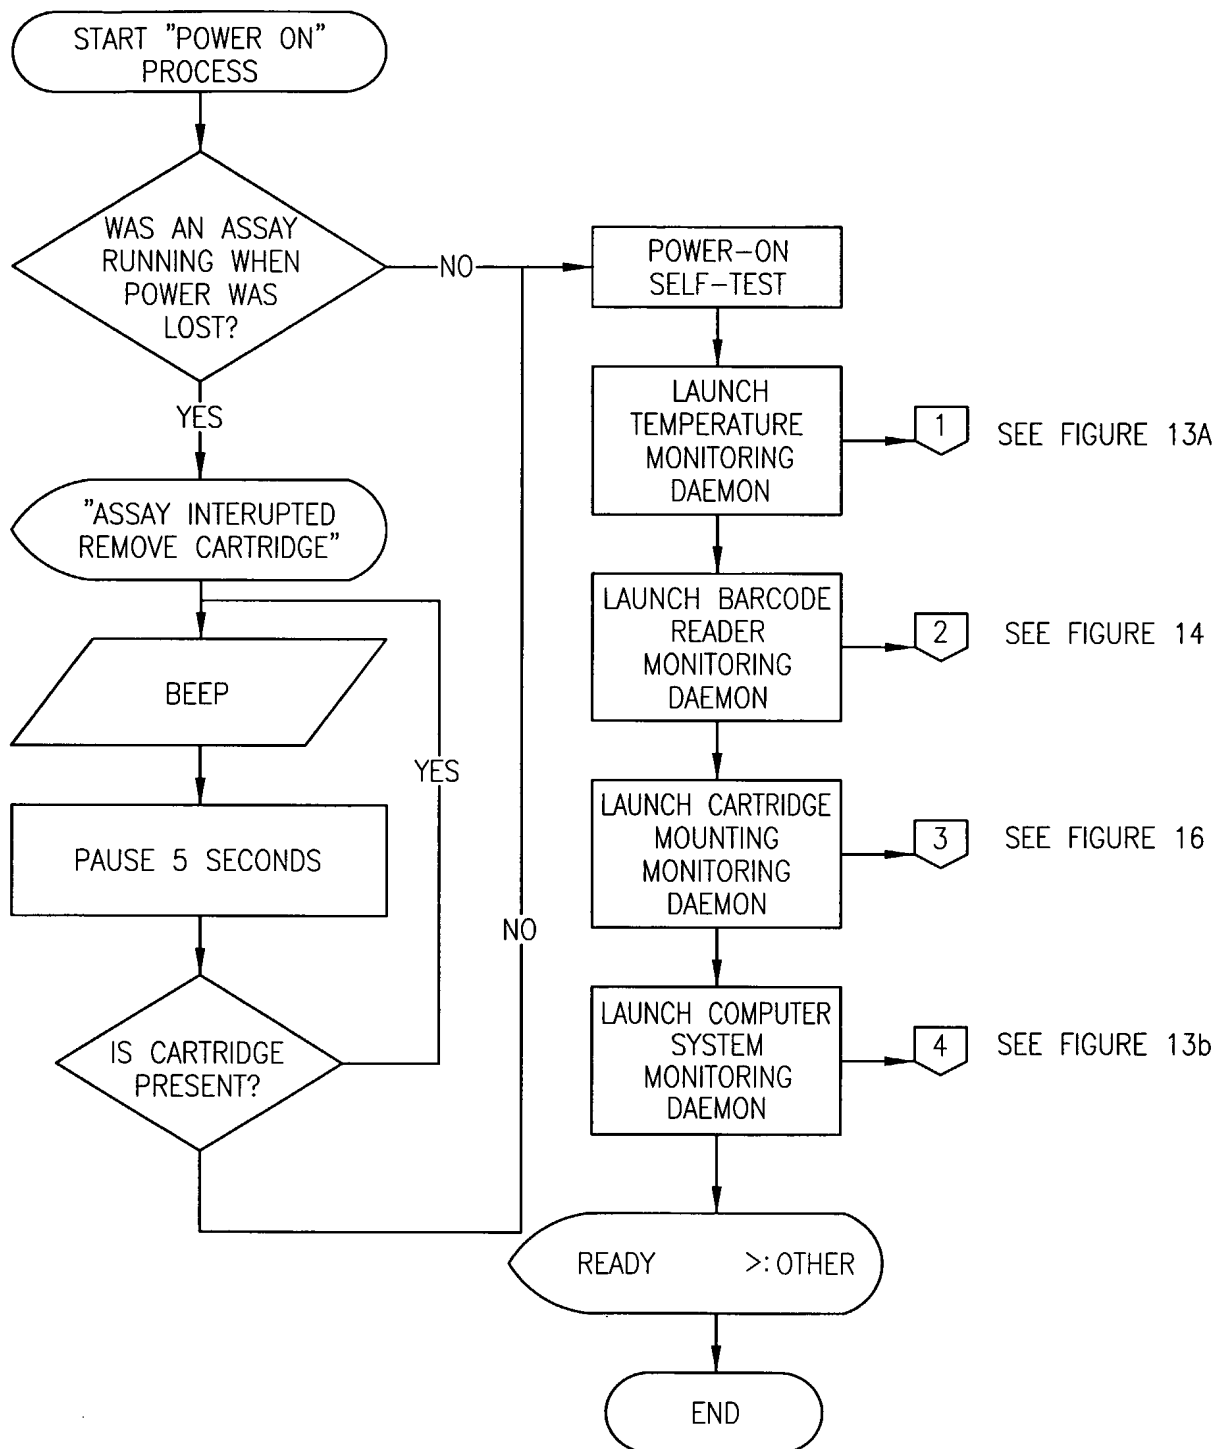 START "POWER ON"
PROCESS
WAS AN ASSAY
RUNNING WHEN
POWER WAS
LOST?
NO
YES
"ASSAY INTERUPTED
REMOVE CARTRIDGE"
BEEP
YES
PAUSE 5 SECONDS
NO
IS CARTRIDGE
PRESENT?
POWER-ON
SELF-TEST
LAUNCH
TEMPERATURE
MONITORING
DAEMON
1
SEE FIGURE 13A
LAUNCH BARCODE
READER
MONITORING
DAEMON
2
SEE FIGURE 14
LAUNCH CARTRIDGE
MOUNTING
MONITORING
DAEMON
3
SEE FIGURE 16
LAUNCH COMPUTER
SYSTEM
MONITORING
DAEMON
4
SEE FIGURE 13b
READY >:OTHER
END